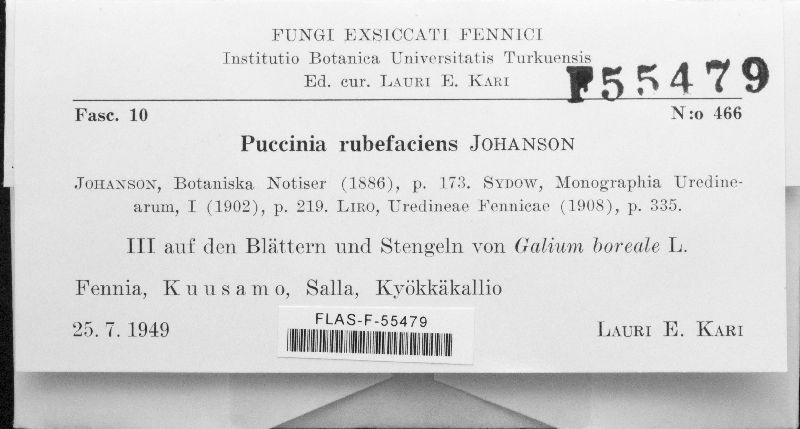 FUNGI EXSICCATI FENNICI
Institutio Botanica Universitatis Turkuensis
Ed. cur. LAURI E. KARI
F55479
Fasc. 10 N:o 466
Puccinia rubefaciens JOHANSON
JOHANSON, Botaniska Notiser (1886), p. 173. SYDOW, Monographia Uredine-
arum, I (1902), p. 219. LIRO, Uredineae Fennicae (1908), p. 335.
III auf den Blättern und Stengeln von Galium boreale L.
Fennia, Kuusamo, Salla, Kyökkäkallio
25. 7. 1949 LAURI E. KARI
FLAS-F-55479